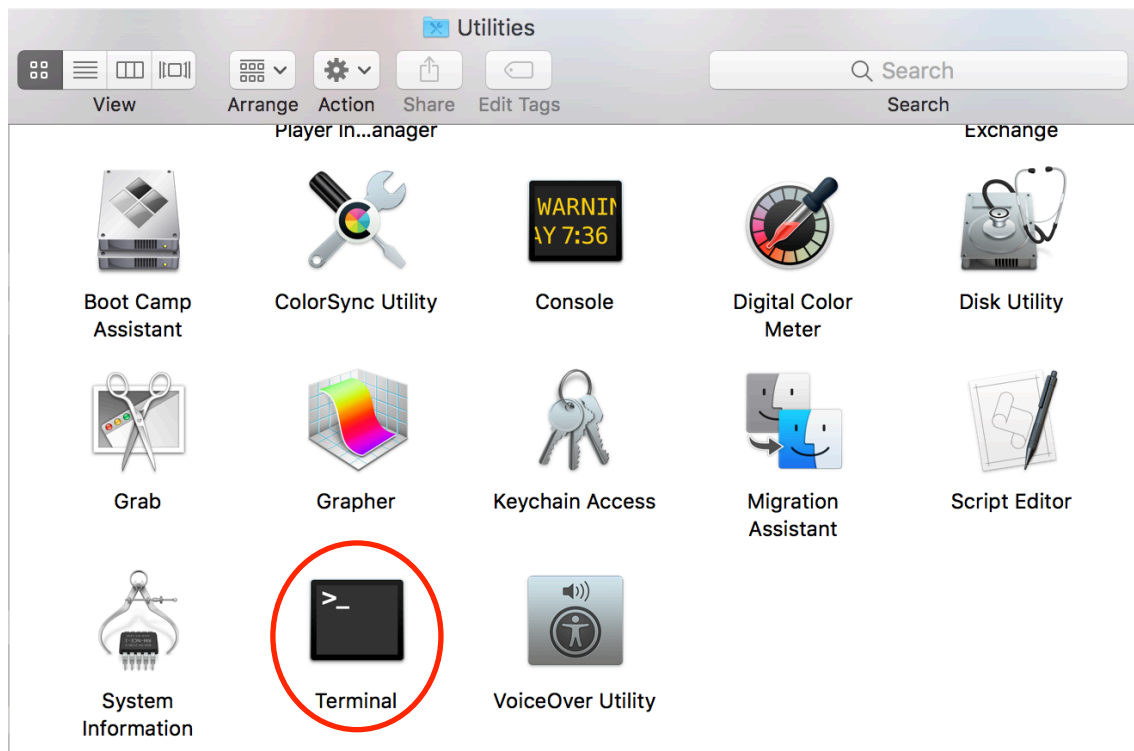 Utilities
Search
View Arrange Action Share Edit Tags Search
Player In...anager Exchange
WARNIN
AY 7:36
Boot Camp
Assistant
ColorSync Utility
Console
Digital Color
Meter
Disk Utility
Grab
Grapher
Keychain Access
Migration
Assistant
Script Editor
>_
System
Information
Terminal
VoiceOver Utility